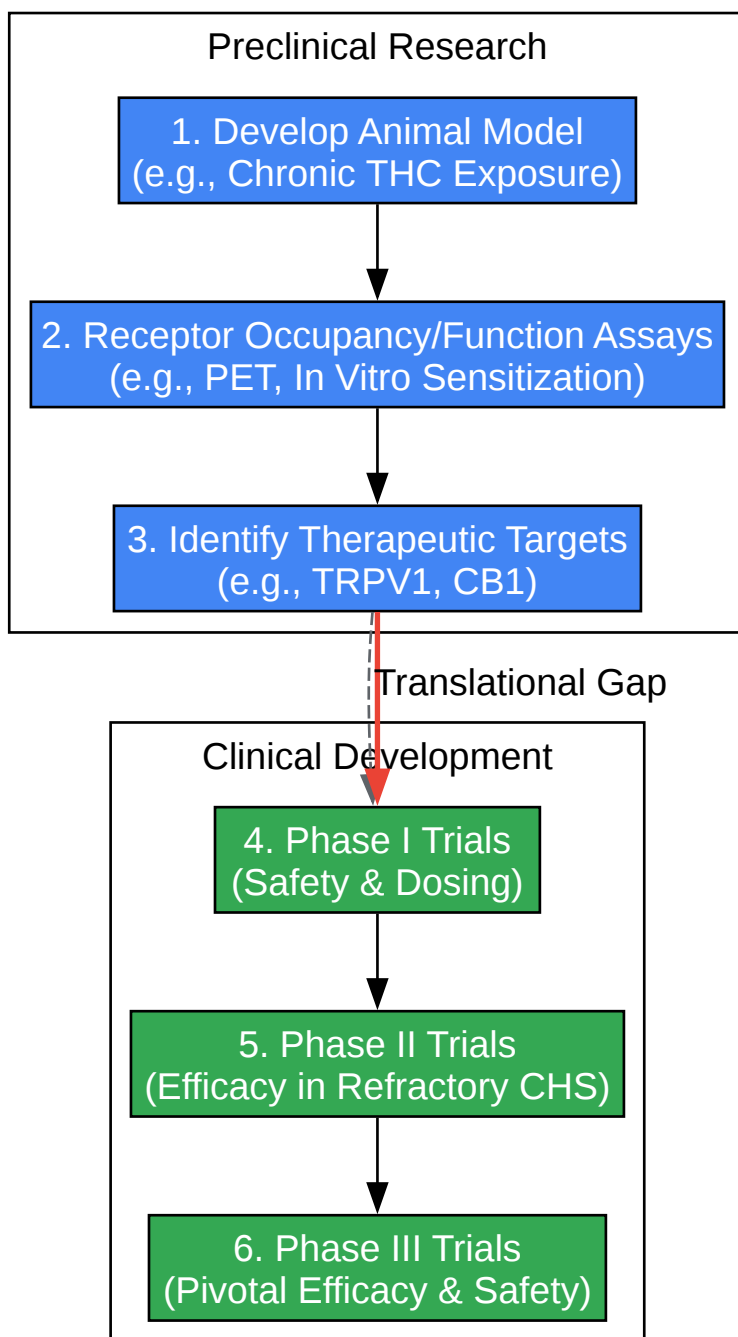 Preclinical Research
1. Develop Animal Model
(e.g., Chronic THC Exposure)
2. Receptor Occupancy/Function Assays
(e.g., PET, In Vitro Sensitization)
3. Identify Therapeutic Targets
(e.g., TRPV1, CB1)
Translational Gap
Clinical Development
4. Phase I Trials
(Safety & Dosing)
5. Phase II Trials
(Efficacy in Refractory CHS)
6. Phase III Trials
(Pivotal Efficacy & Safety)